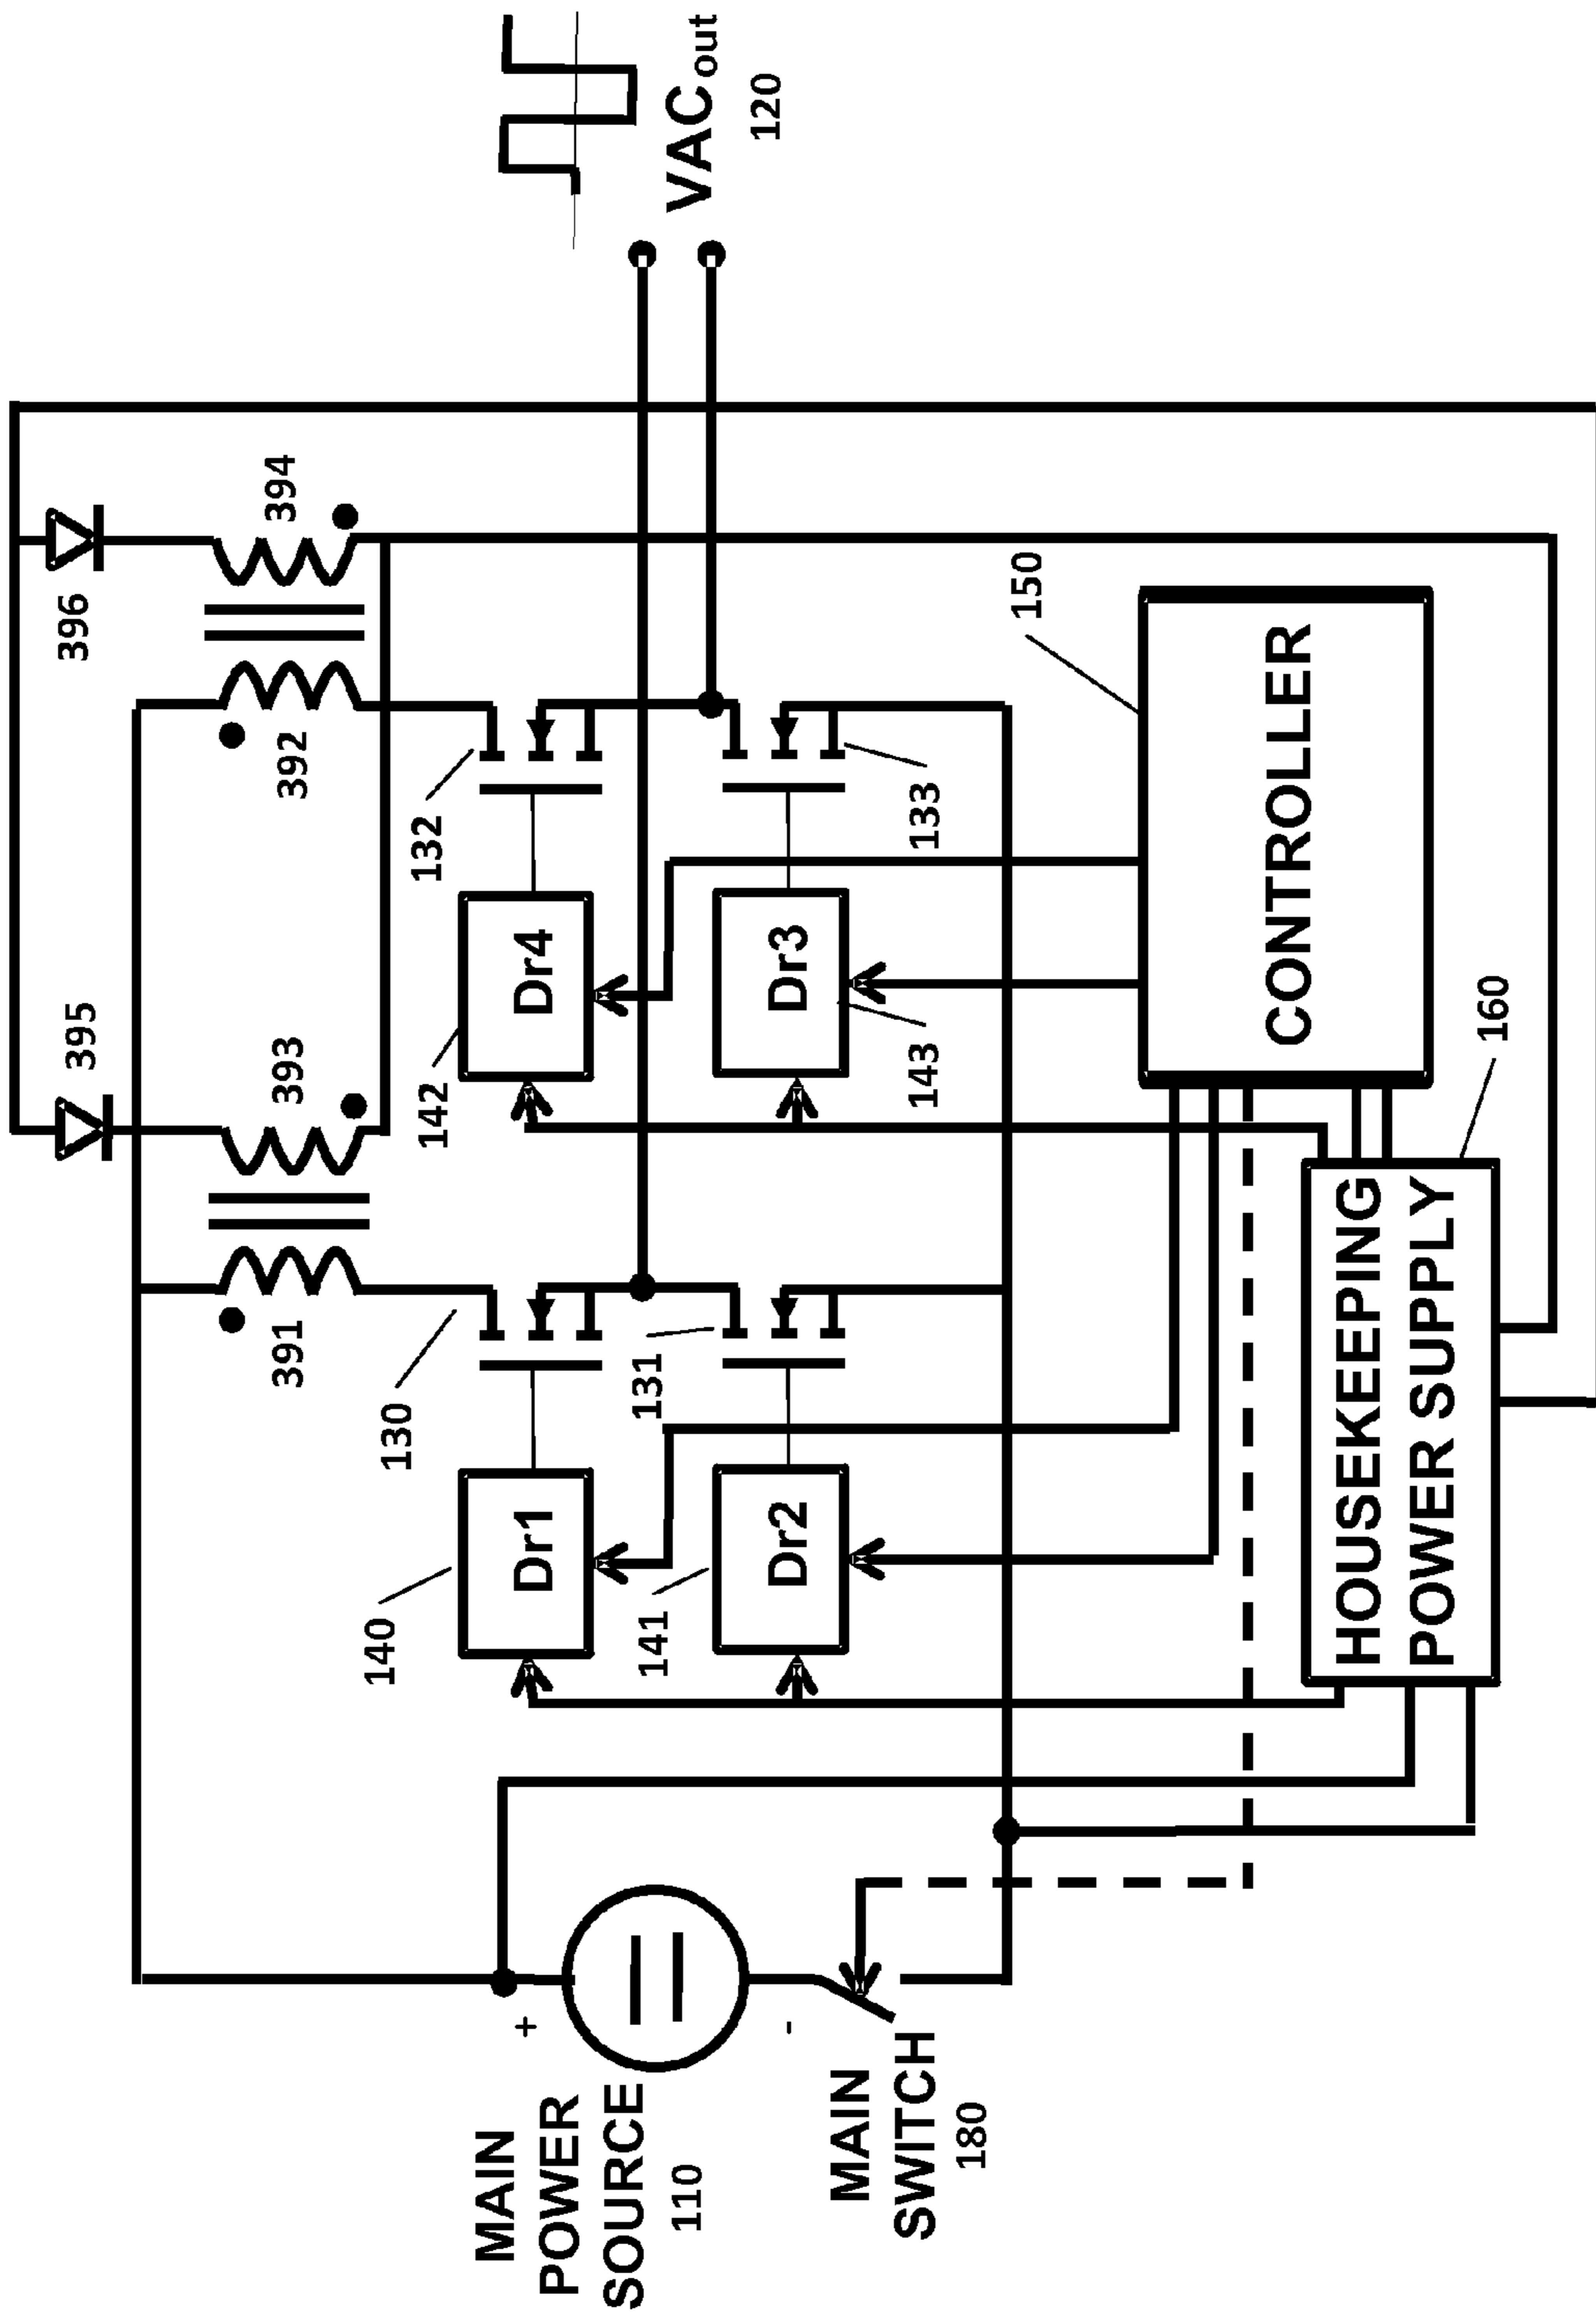 395
396
393
394
391
392
130
132
140
Dr1
142
Dr4
131
133
141
Dr2
143
Dr3
VACout
120
MAIN
POWER
SOURCE
110
+
-
MAIN
SWITCH
180
150
CONTROLLER
160
HOUSEKEEPING
POWER SUPPLY